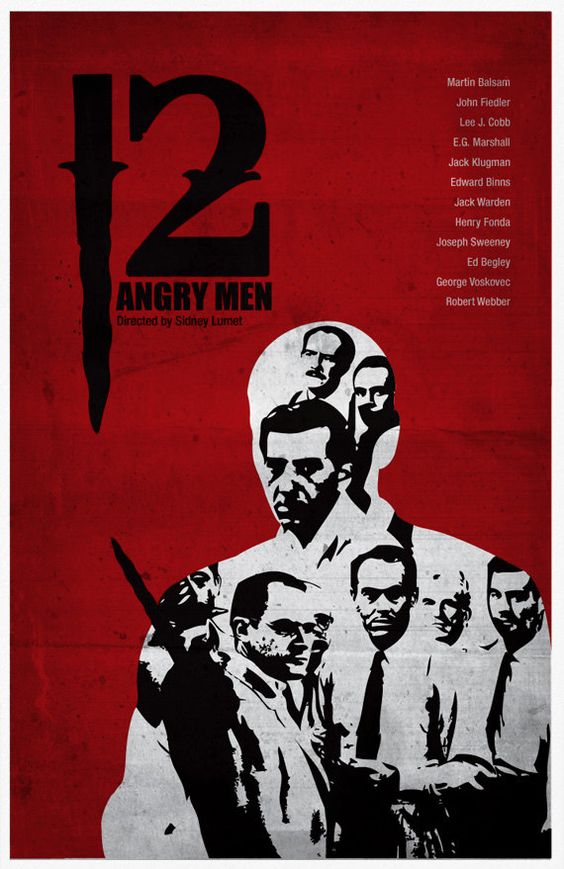 12
ANGRY MEN
Directed by Sidney Lumet
Martin Balsam
John Fiedler
Lee J. Cobb
E.G. Marshall
Jack Klugman
Edward Binns
Jack Warden
Henry Fonda
Joseph Sweeney
Ed Begley
George Voskovec
Robert Webber